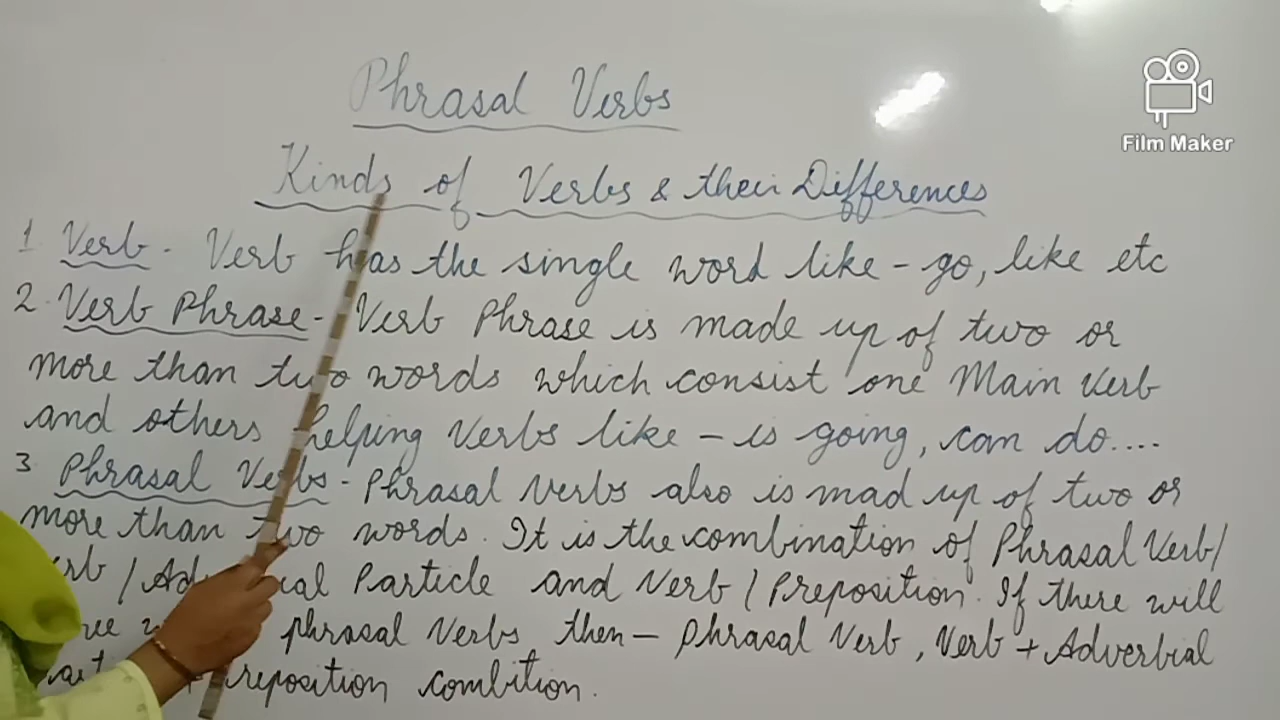 Phrasal Verbs
Kinds of Verbs & their Differences
1 Verb - Verb has the single word like - go, like etc
2. Verb Phrase - Verb Phrase is made up of two or
more than two words which consist one Main Verb
and others helping Verbs like - is going, can do....
3 Phrasal Verbs - Phrasal Verbs also is mad up of two or
more than two words. It is the combination of Phrasal Verb/
/ Particle and Verb / Preposition. If there will
phrasal Verbs then - Phrasal Verb, Verb + Adverbial
combition.
Film Maker